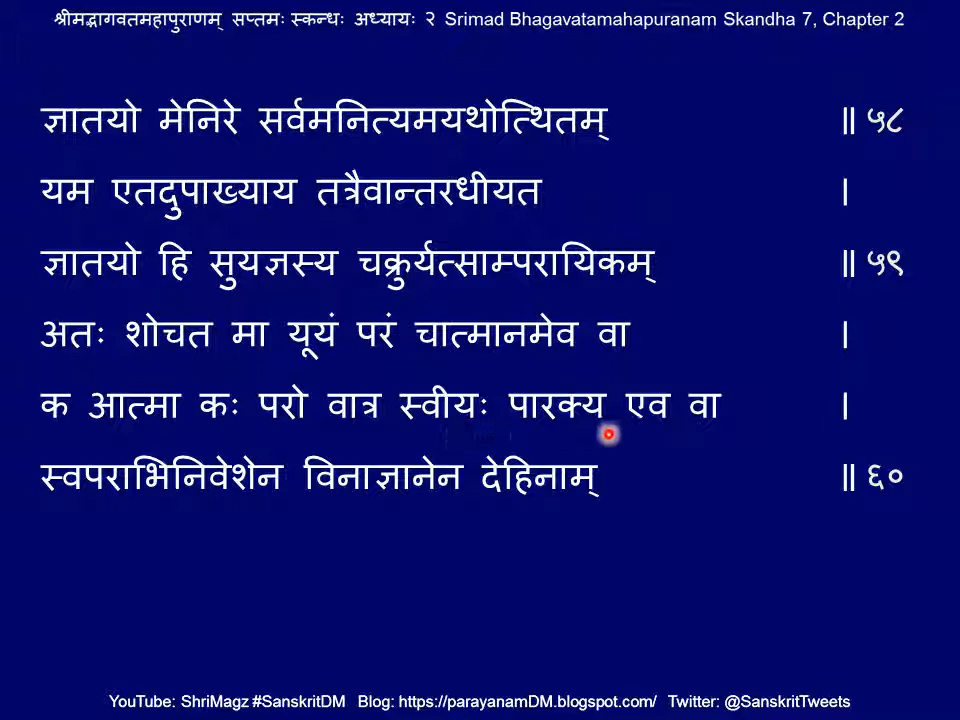 श्रीमद्भागवतमहापुराणम् सप्तमः स्कन्धः अध्यायः २ Srimad Bhagavatamahapuranam Skandha 7, Chapter 2
ज्ञातयो मेनिरे सर्वमनित्यमयथोत्थितम् ॥ ५८
यम एतदुपाख्याय तत्रैवान्तरधीयत ।
ज्ञातयो हि सुयज्ञस्य चक्रुर्यत्साम्परायिकम् ॥ ५९
अतः शोचत मा यूयं परं चात्मानमेव वा ।
क आत्मा कः परो वात्र स्वीयः पारक्य एव वा ।
स्वपराभिनिवेशेन विनाज्ञानेन देहिनाम् ॥ ६०
YouTube: ShriMagz #SanskritDM Blog: https://parayanamDM.blogspot.com/ Twitter: @SanskritTweets